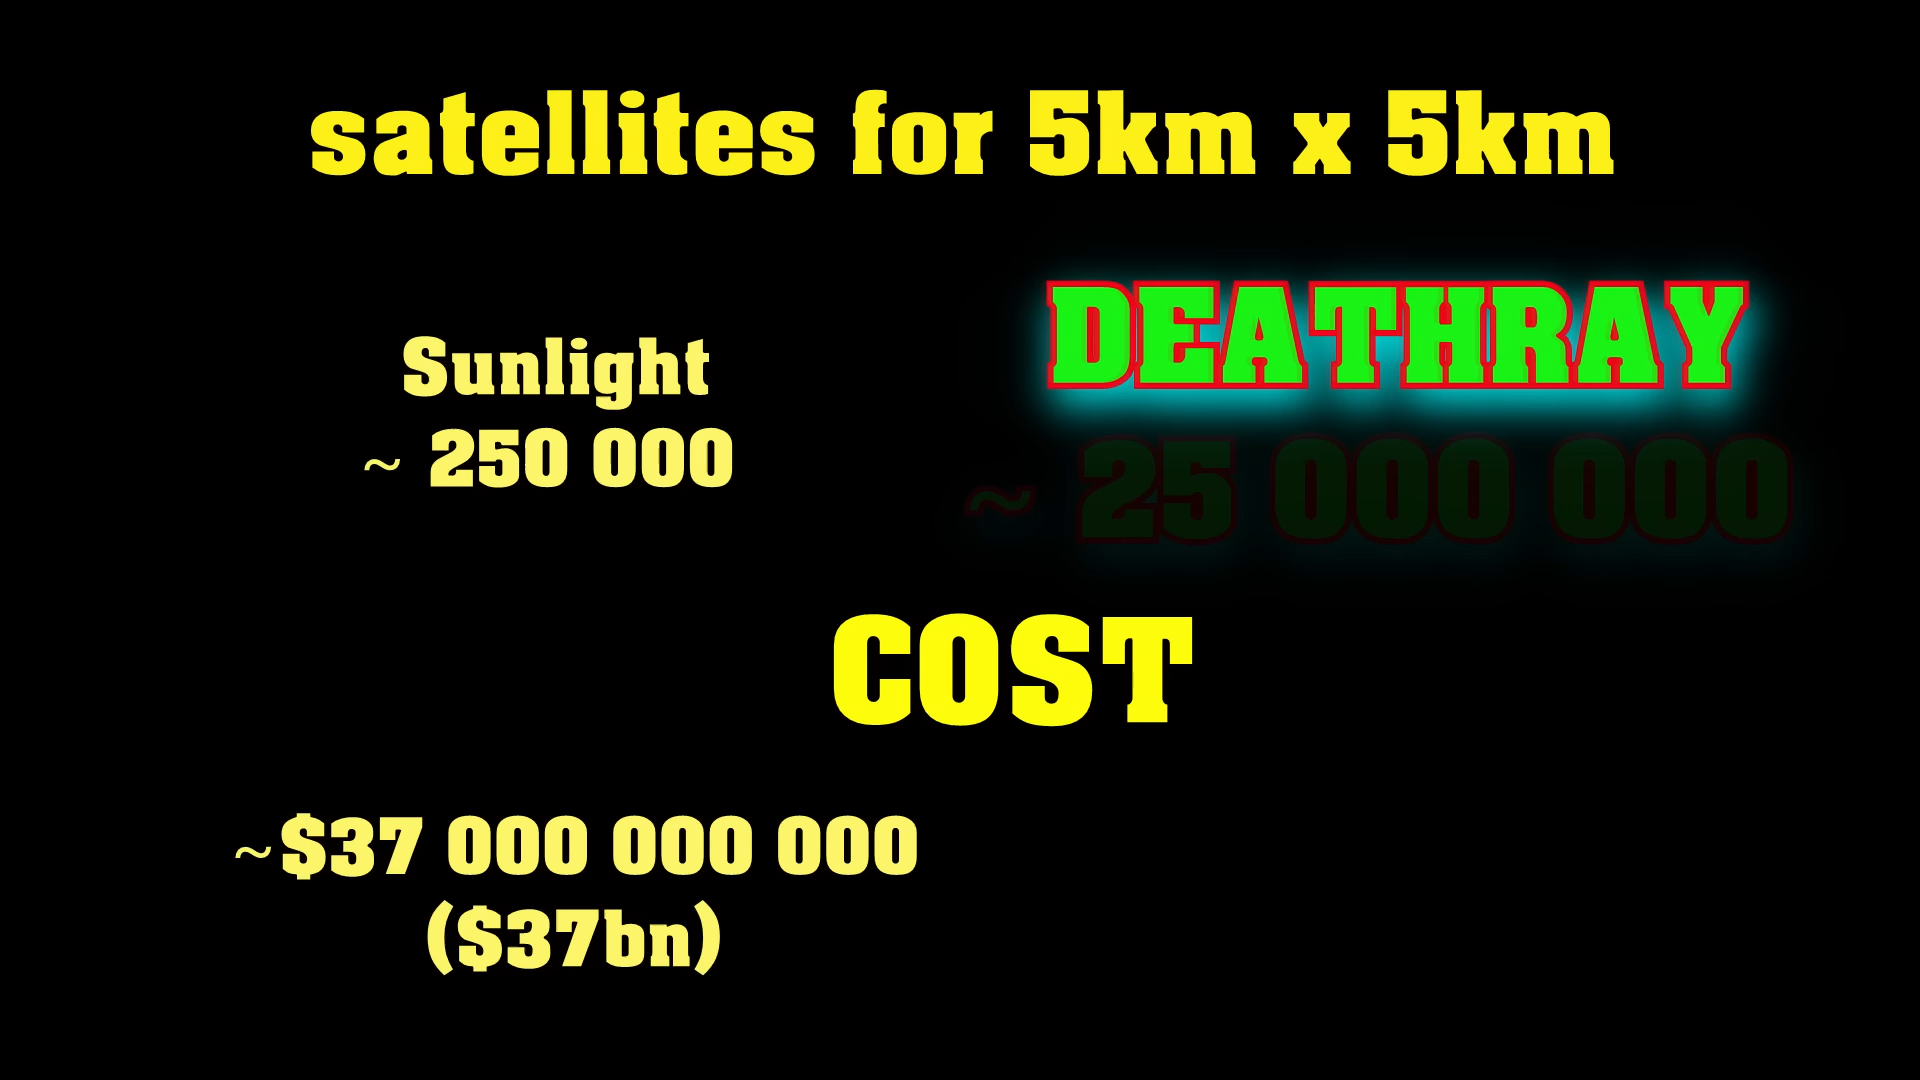 satellites for 5km x 5km
DEATHRAY
Sunlight
~ 250 000
~ 25 000 000
COST
~$37 000 000 000
($37bn)